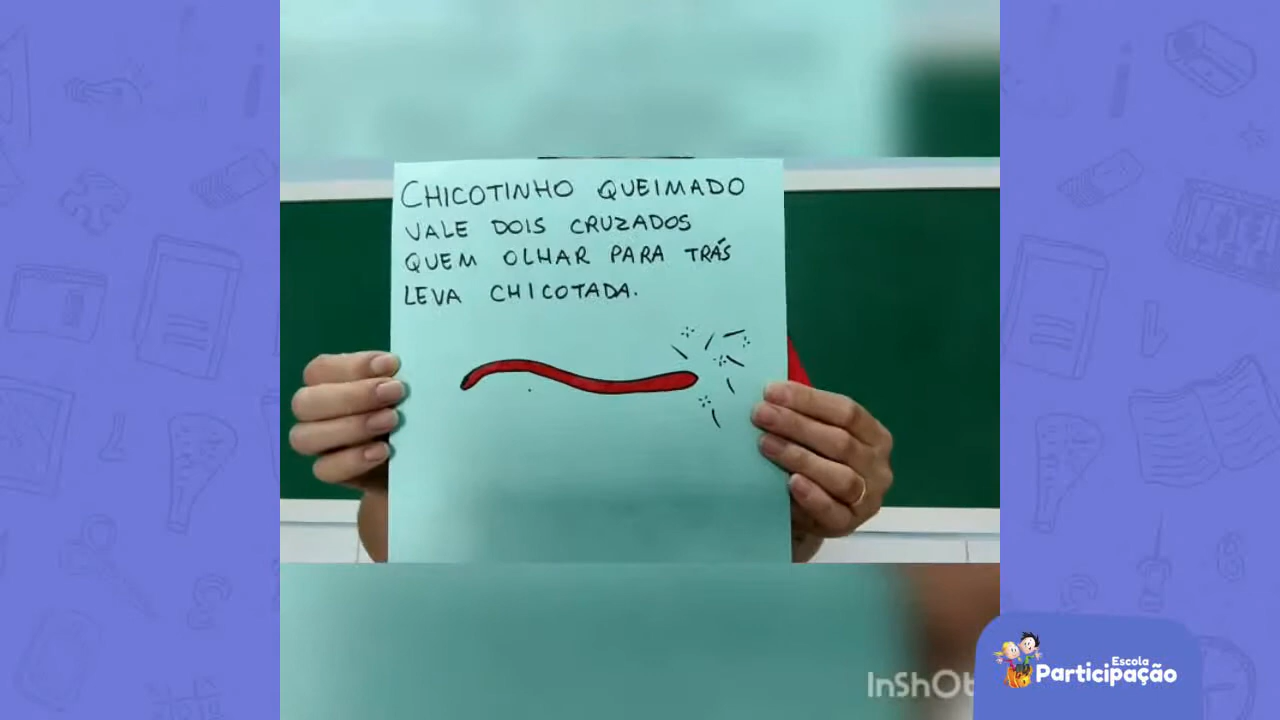 CHICOTINHO QUEIMADO
VALE DOIS CRUZADOS
QUEM OLHAR PARA TRÁS
LEVA CHICOTADA.
InShOt
Escola
Participação